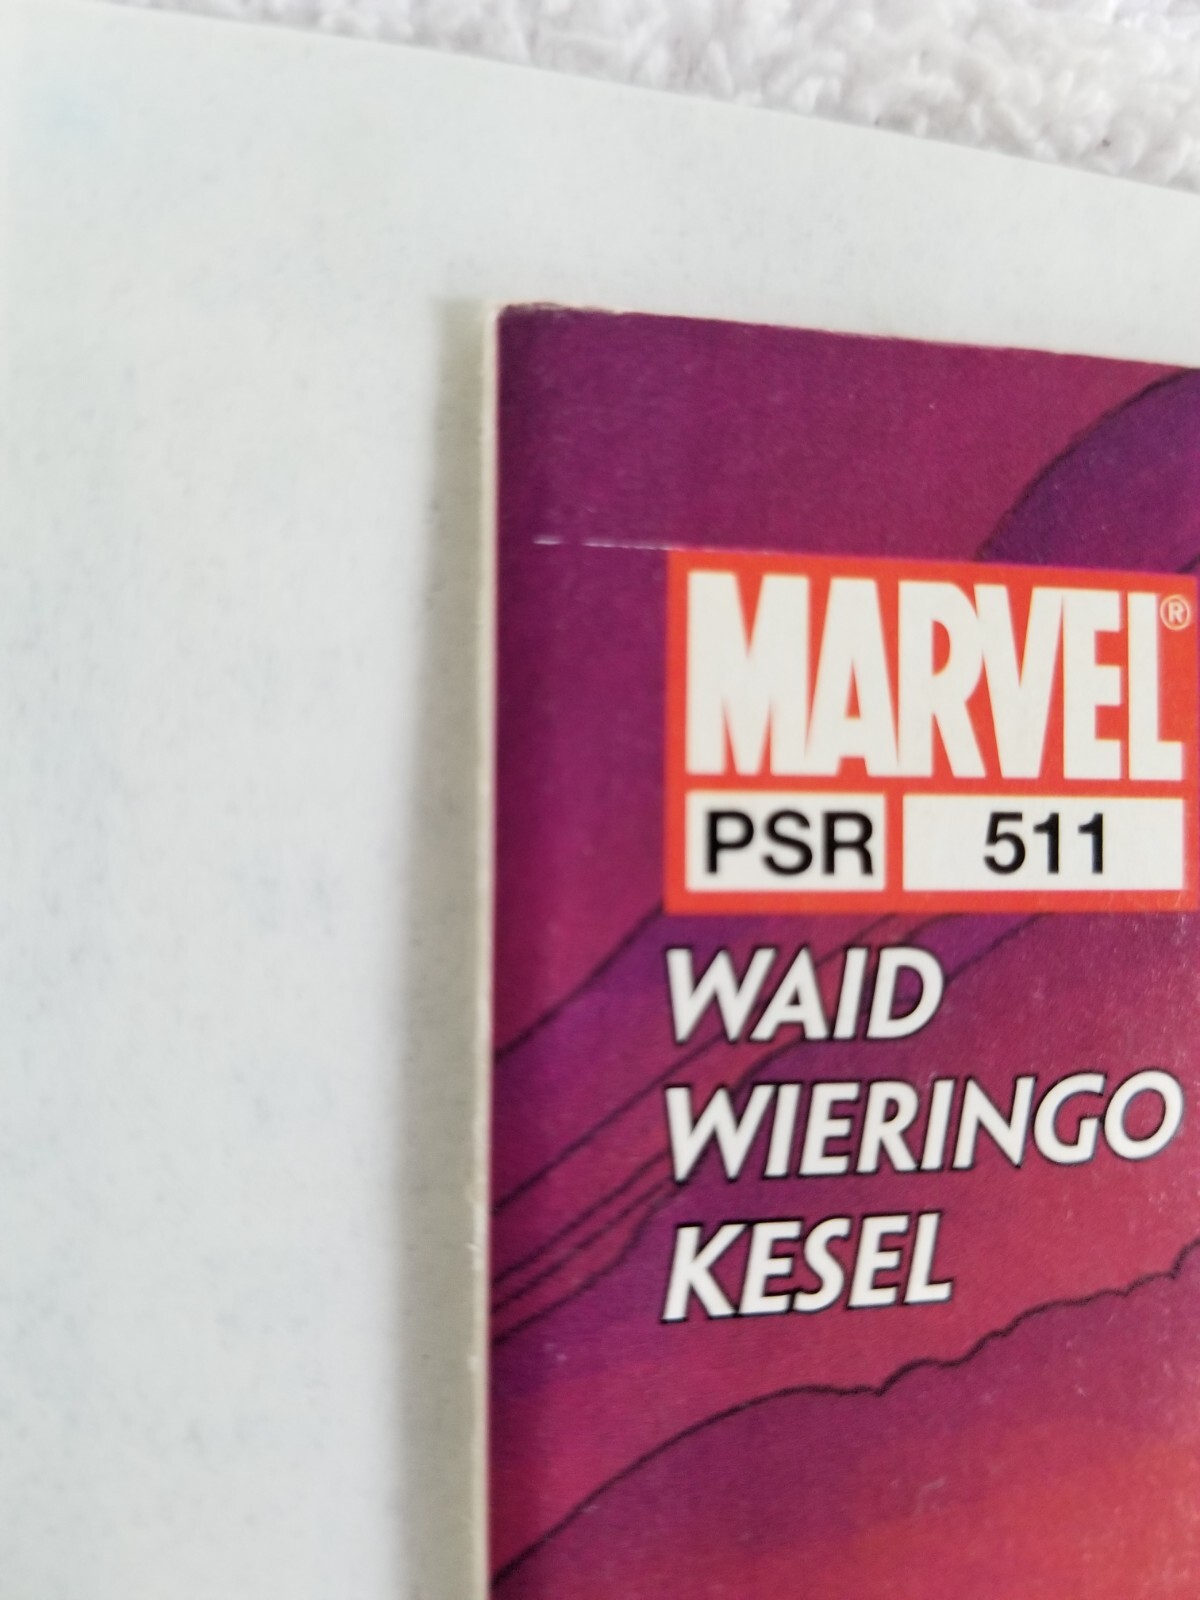 MARVEL®
PSR 511
WAID
WIERINGO
KESEL